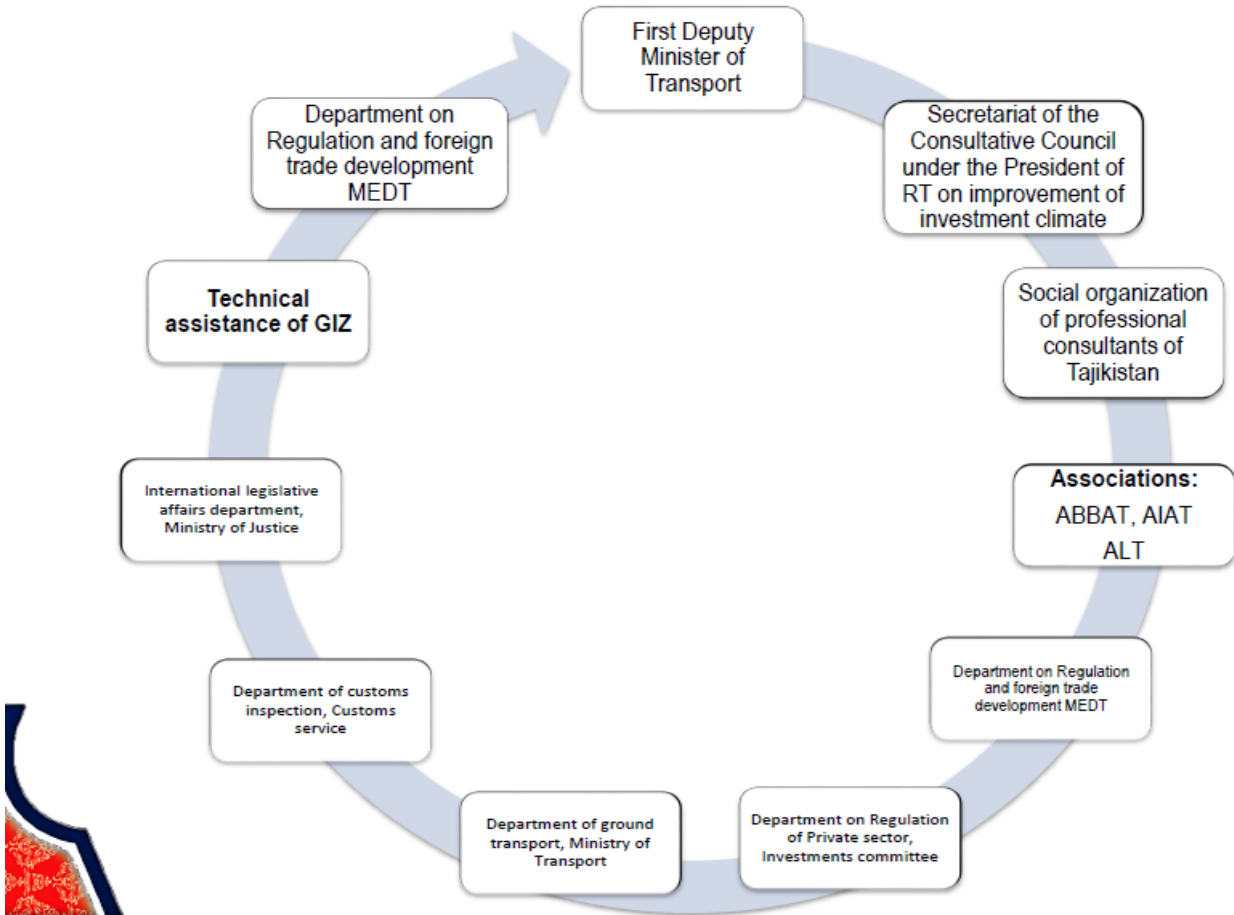 First Deputy
Minister of
Transport
Secretariat of the
Consultative Council
under the President of
RT on improvement of
investment climate
Social organization
of professional
consultants of
Tajikistan
Associations:
ABBAT, AIAT
ALT
Department on Regulation
and foreign trade
development MEDT
Department on Regulation
of Private sector,
Investments committee
Department of ground
transport, Ministry of
Transport
Department of customs
inspection, Customs
service
International legislative
affairs department,
Ministry of Justice
Technical
assistance of GIZ
Department on
Regulation and foreign
trade development
MEDT